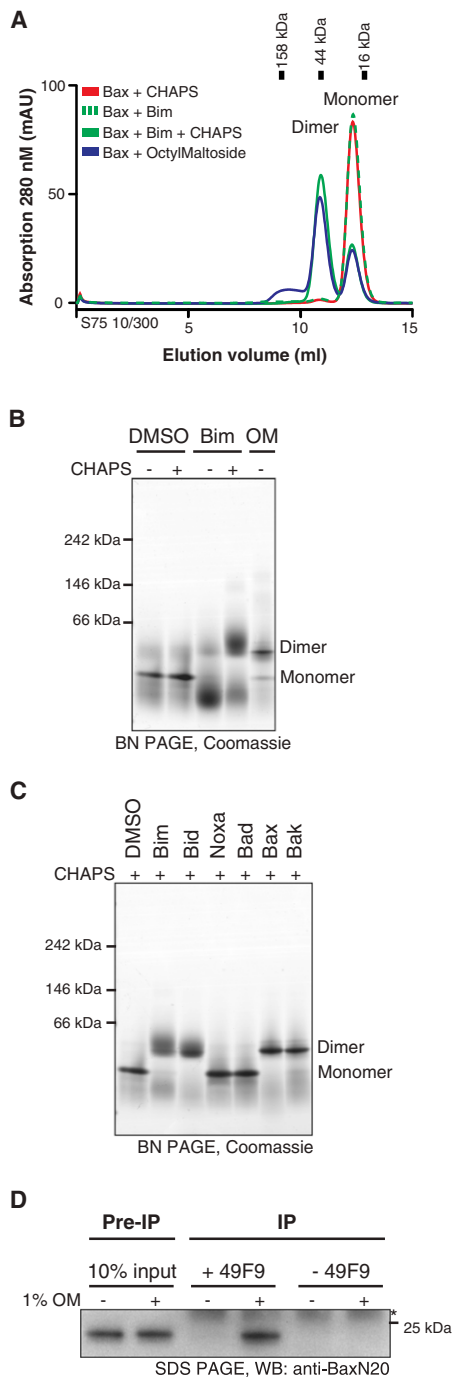 A
158 kDa
44 kDa
16 kDa
100
50
0
Absorption 280 nM (mAU)
Bax + CHAPS
Bax + Bim
Bax + Bim + CHAPS
Bax + OctylMaltoside
Monomer
Dimer
S75 10/300
5
10
15
Elution volume (ml)
B
DMSO Bim OM
CHAPS - + - + -
242 kDa
146 kDa
66 kDa
Dimer
Monomer
BN PAGE, Coomassie
C
DMSO Bim Bid Noxa Bad Bax Bak
CHAPS + + + + + + +
242 kDa
146 kDa
66 kDa
Dimer
Monomer
BN PAGE, Coomassie
D
Pre-IP IP
10% input + 49F9 - 49F9
1% OM - + - + - +
*
25 kDa
SDS PAGE, WB: anti-BaxN20